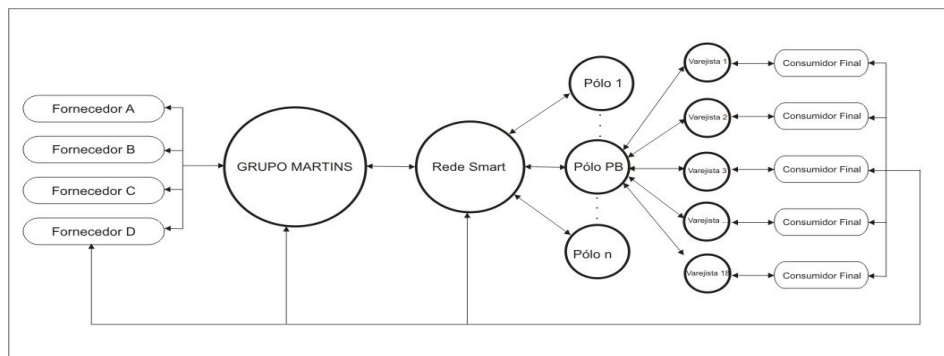 Fornecedor A
Fornecedor B
Fornecedor C
Fornecedor D
GRUPO MARTINS
Rede Smart
Pólo 1
Pólo PB
Pólo n
Varejista 1
Varejista 2
Varejista 3
Varejista ...
Varejista 18
Consumidor Final
Consumidor Final
Consumidor Final
Consumidor Final
Consumidor Final